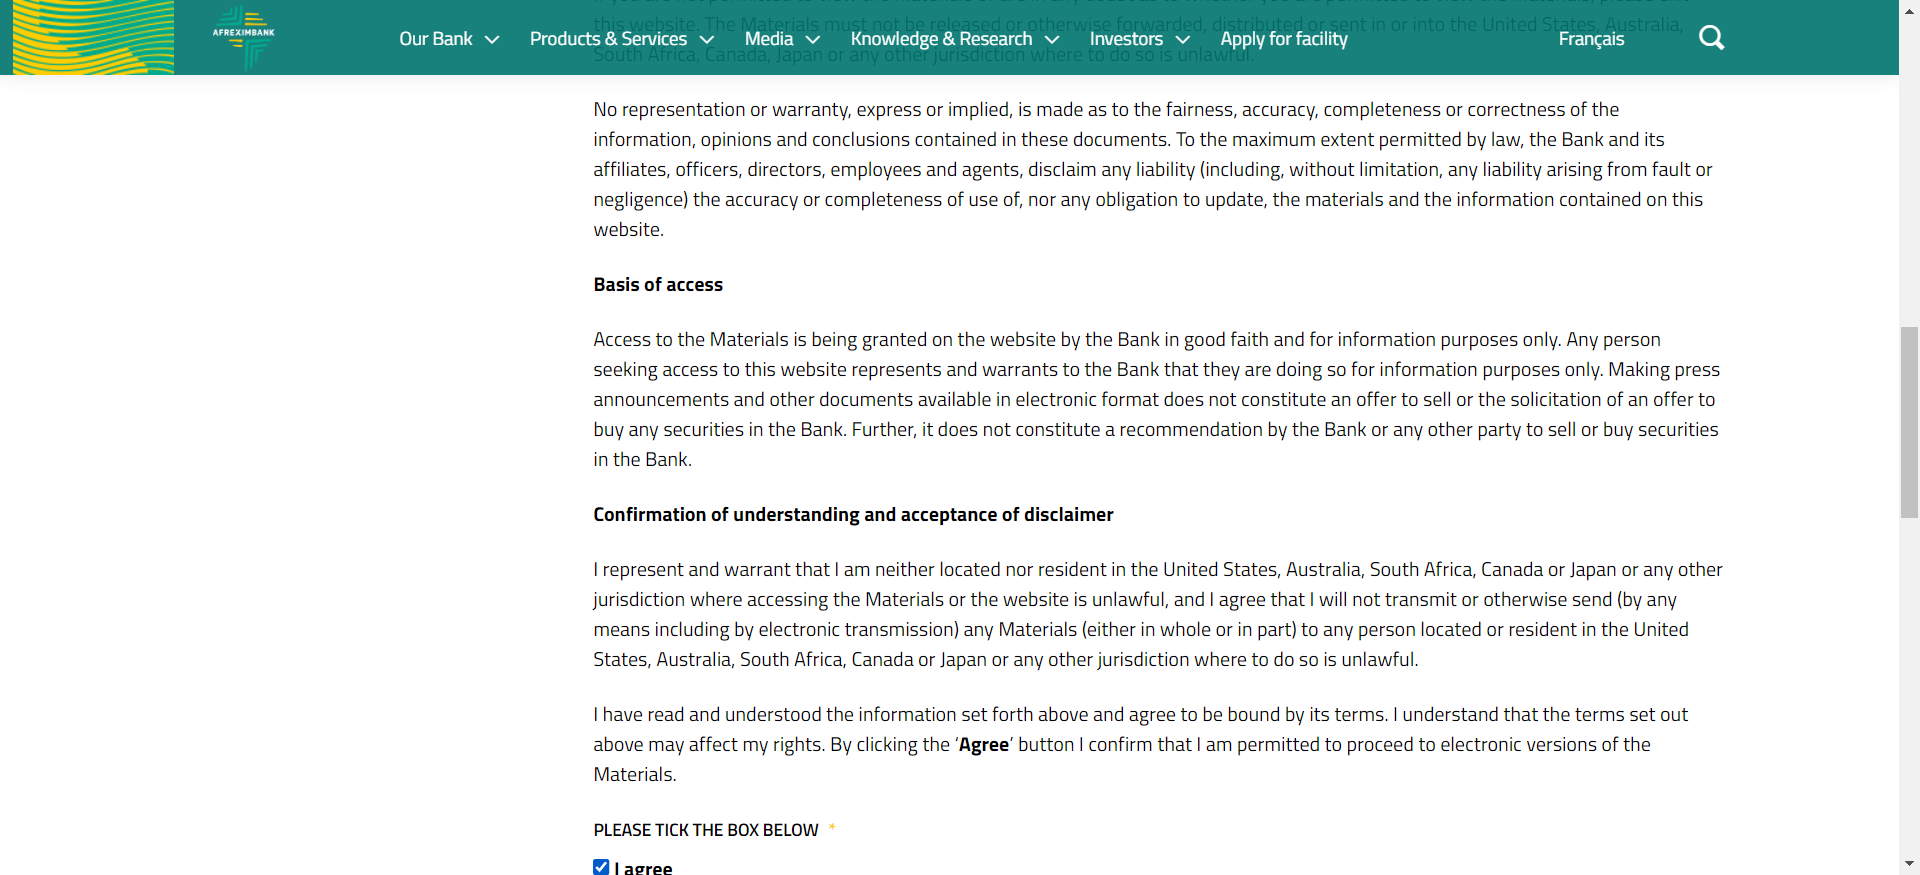 this website. The Materials must not be released or otherwise forwarded, distributed or sent in or into the United States, Australia,
South Africa, Canada, Japan or any other jurisdiction where to do so is unlawful.
AFREXIMBANK
Our Bank
Products & Services
Media
Knowledge & Research
Investors
Apply for facility
Français
No representation or warranty, express or implied, is made as to the fairness, accuracy, completeness or correctness of the
information, opinions and conclusions contained in these documents. To the maximum extent permitted by law, the Bank and its
affiliates, officers, directors, employees and agents, disclaim any liability (including, without limitation, any liability arising from fault or
negligence) the accuracy or completeness of use of, nor any obligation to update, the materials and the information contained on this
website.
Basis of access
Access to the Materials is being granted on the website by the Bank in good faith and for information purposes only. Any person
seeking access to this website represents and warrants to the Bank that they are doing so for information purposes only. Making press
announcements and other documents available in electronic format does not constitute an offer to sell or the solicitation of an offer to
buy any securities in the Bank. Further, it does not constitute a recommendation by the Bank or any other party to sell or buy securities
in the Bank.
Confirmation of understanding and acceptance of disclaimer
I represent and warrant that I am neither located nor resident in the United States, Australia, South Africa, Canada or Japan or any other
jurisdiction where accessing the Materials or the website is unlawful, and I agree that I will not transmit or otherwise send (by any
means including by electronic transmission) any Materials (either in whole or in part) to any person located or resident in the United
States, Australia, South Africa, Canada or Japan or any other jurisdiction where to do so is unlawful.
I have read and understood the information set forth above and agree to be bound by its terms. I understand that the terms set out
above may affect my rights. By clicking the ‘Agree’ button I confirm that I am permitted to proceed to electronic versions of the
Materials.
PLEASE TICK THE BOX BELOW *
I agree